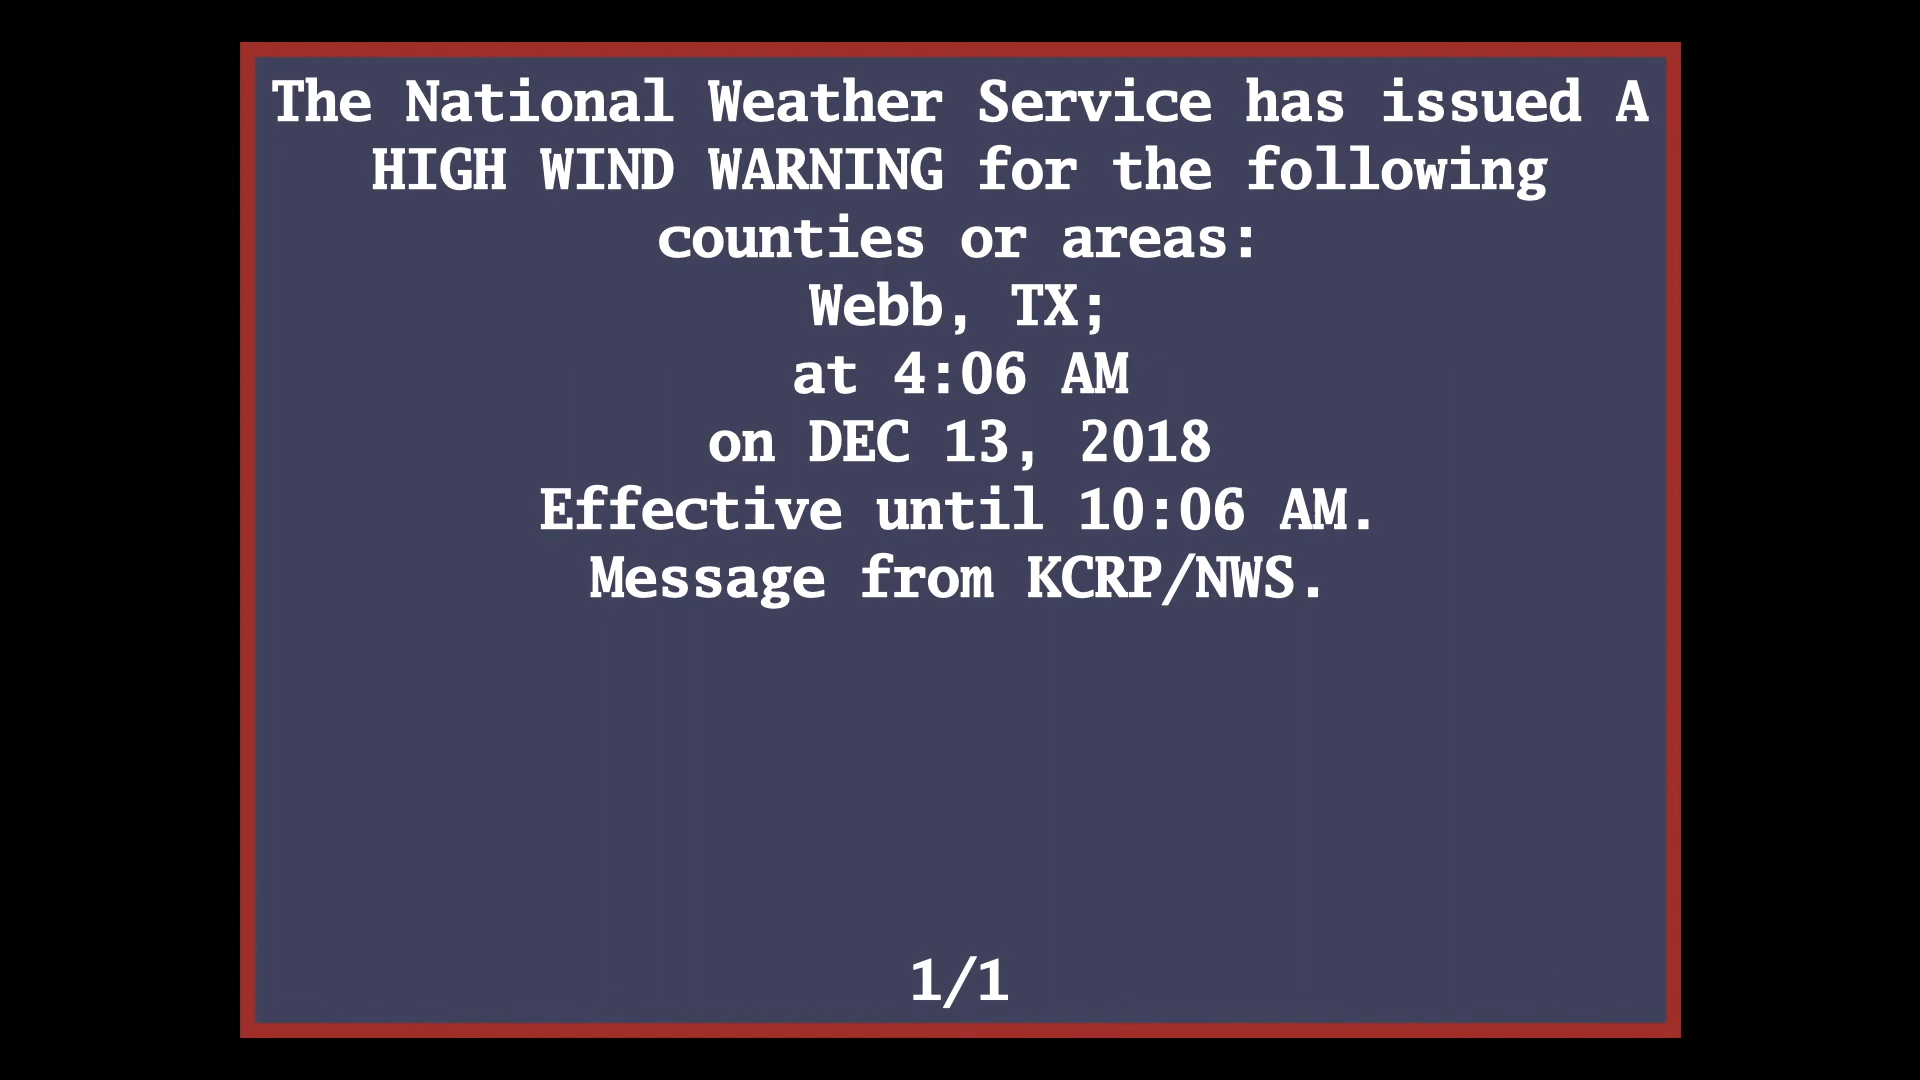 The National Weather Service has issued A
HIGH WIND WARNING for the following
counties or areas:
Webb, TX;
at 4:06 AM
on DEC 13, 2018
Effective until 10:06 AM.
Message from KCRP/NWS.
1/1